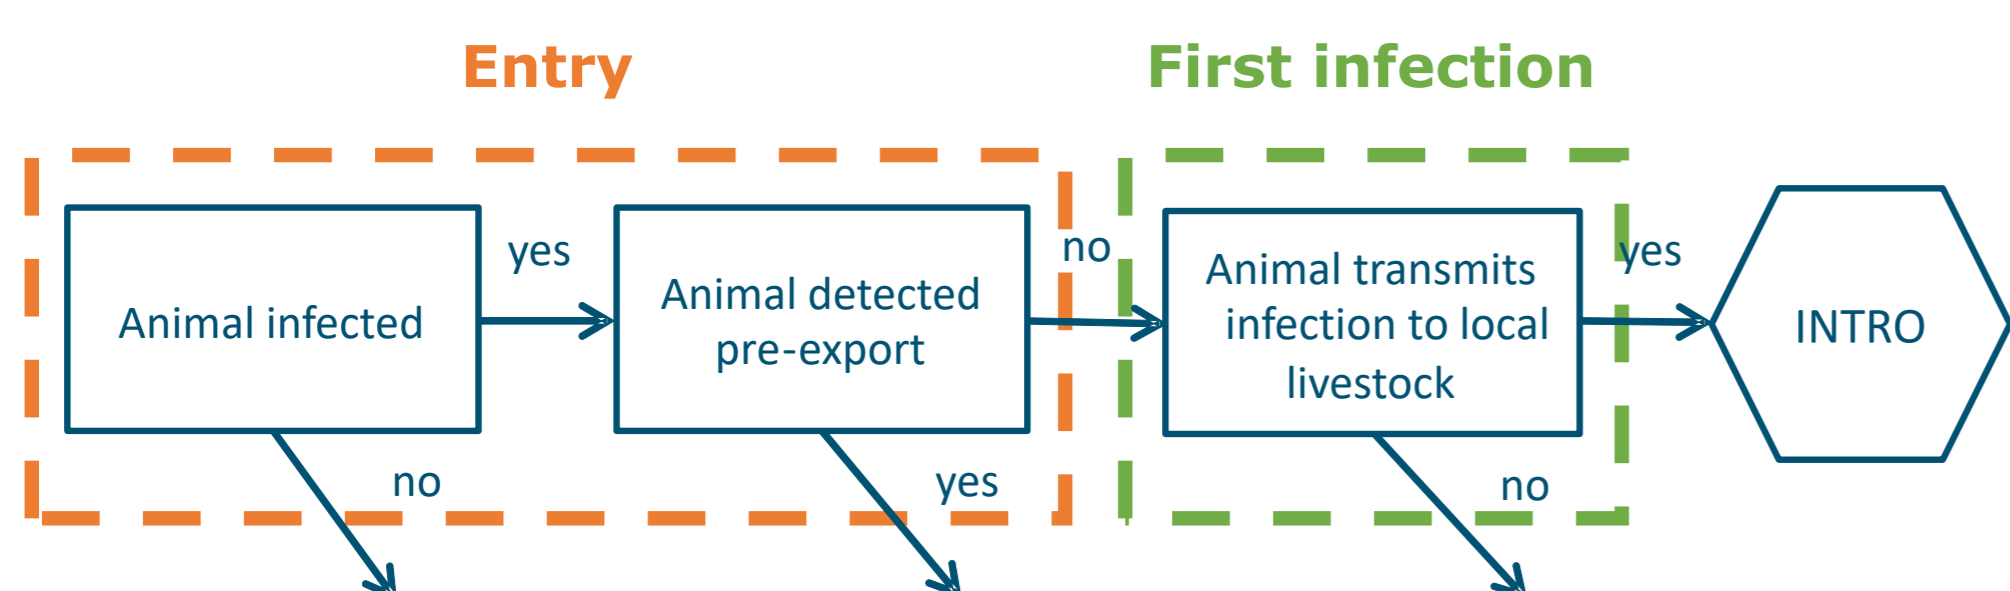 Entry
First infection
Animal infected
yes
no
Animal detected
pre-export
no
yes
Animal transmits
infection to local
livestock
yes
no
INTRO